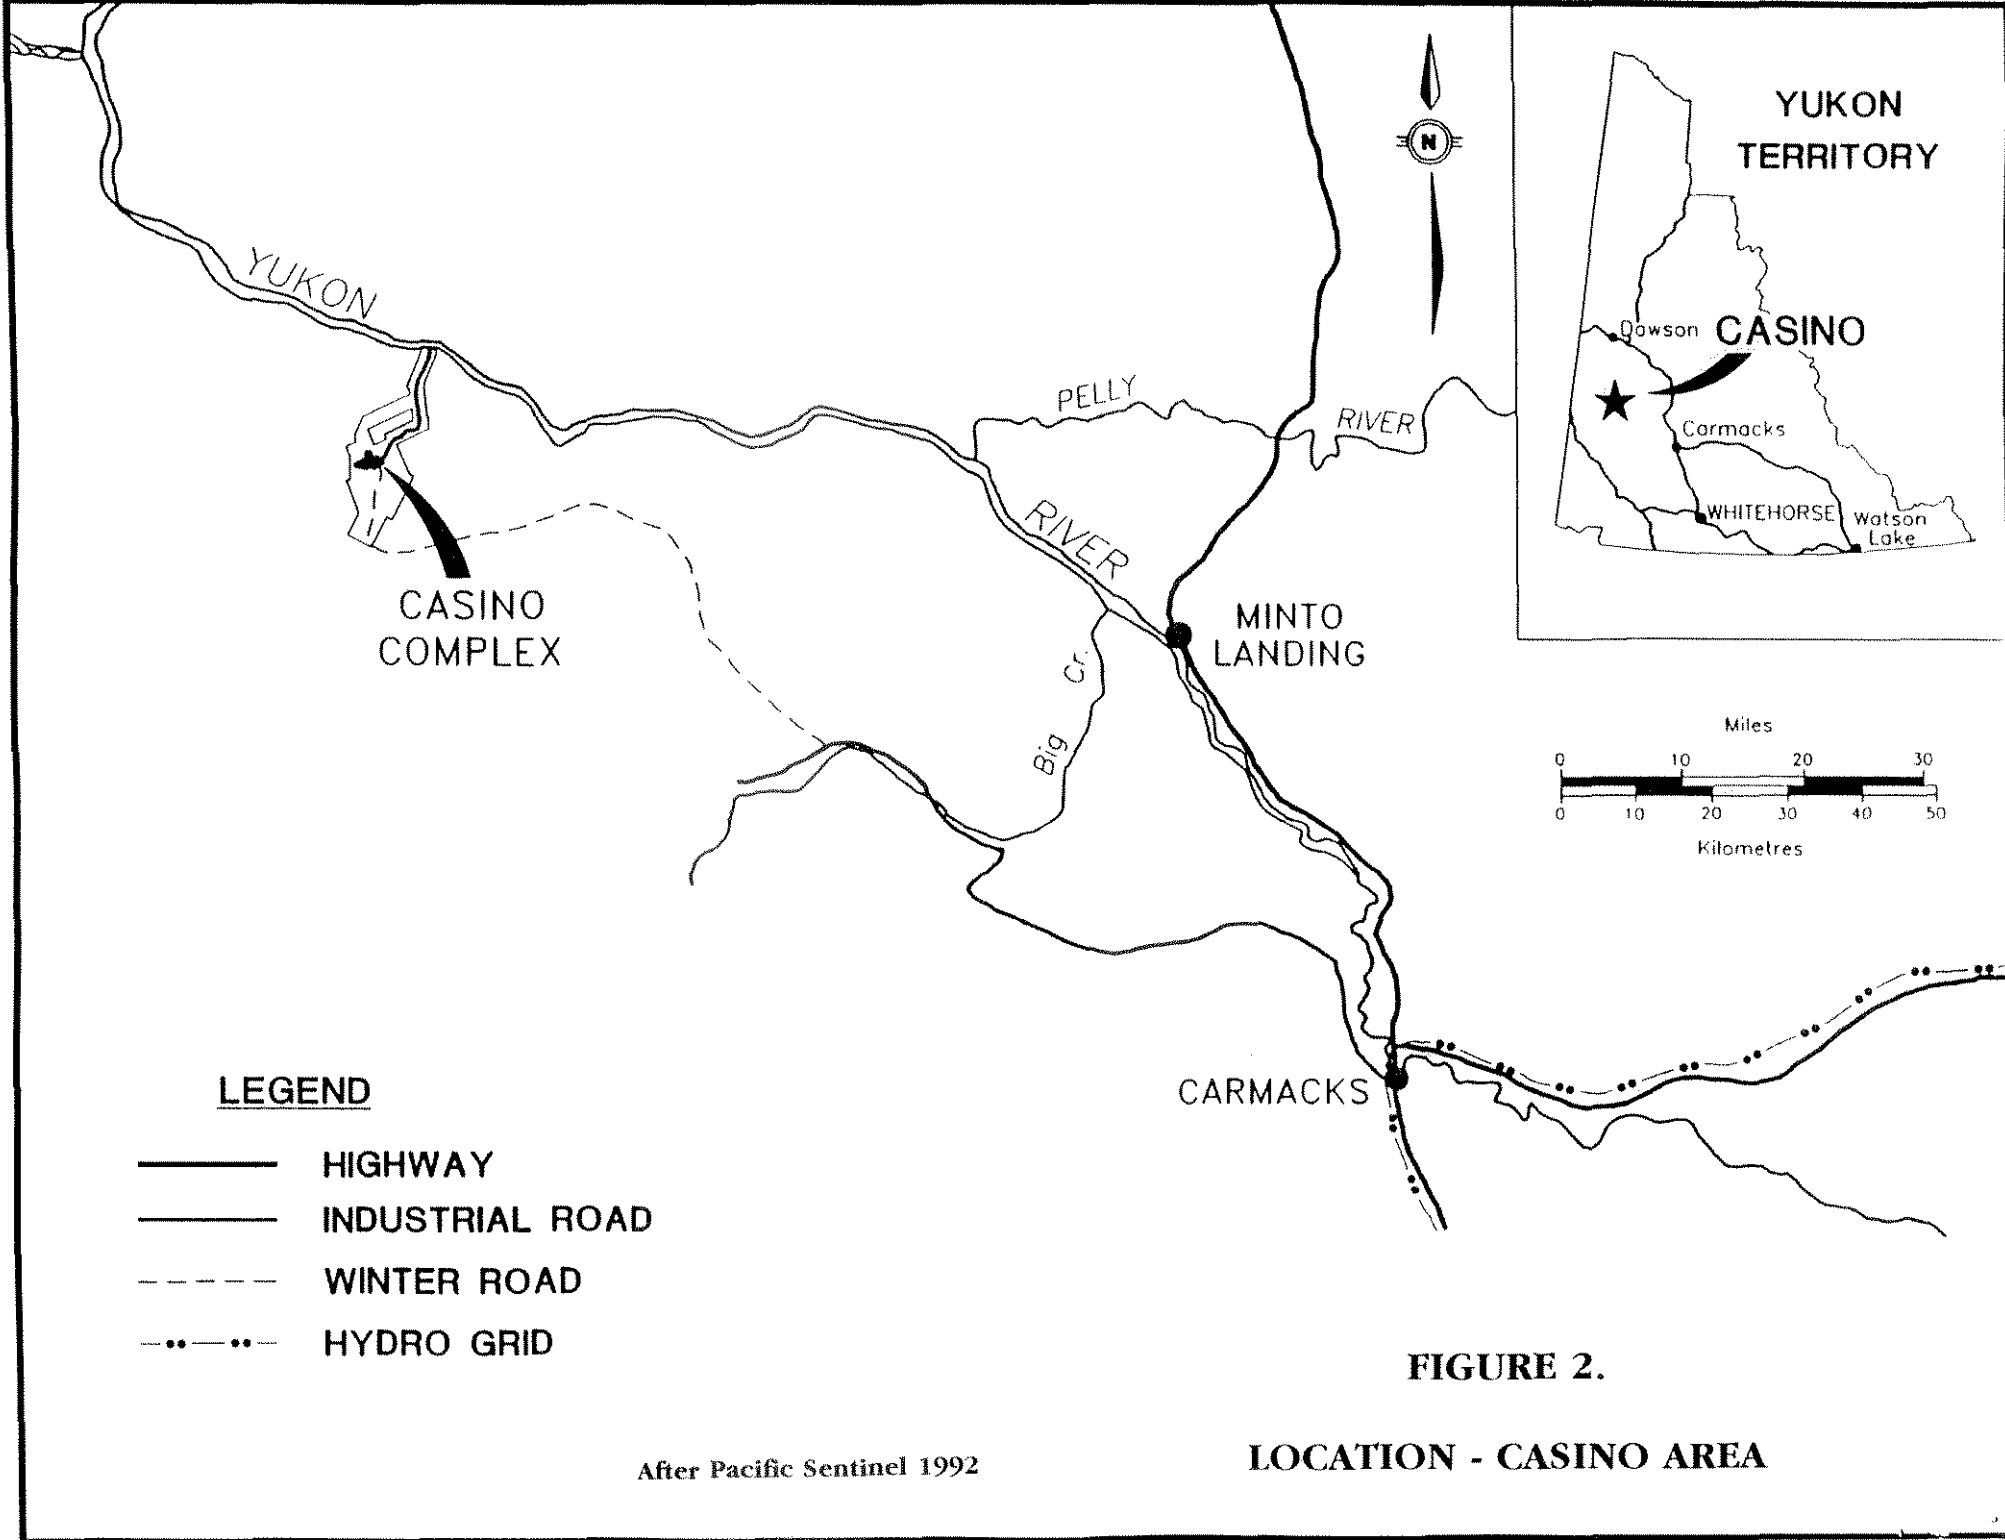 N
YUKON
TERRITORY
Dawson
CASINO
Carmacks
WHITEHORSE
Watson
Lake
YUKON
RIVER
PELLY
RIVER
CASINO
COMPLEX
MINTO
LANDING
Big Cr.
CARMACKS
Miles
0 10 20 30
0 10 20 30 40 50
Kilometres
LEGEND
HIGHWAY
INDUSTRIAL ROAD
WINTER ROAD
HYDRO GRID
FIGURE 2.
LOCATION - CASINO AREA
After Pacific Sentinel 1992